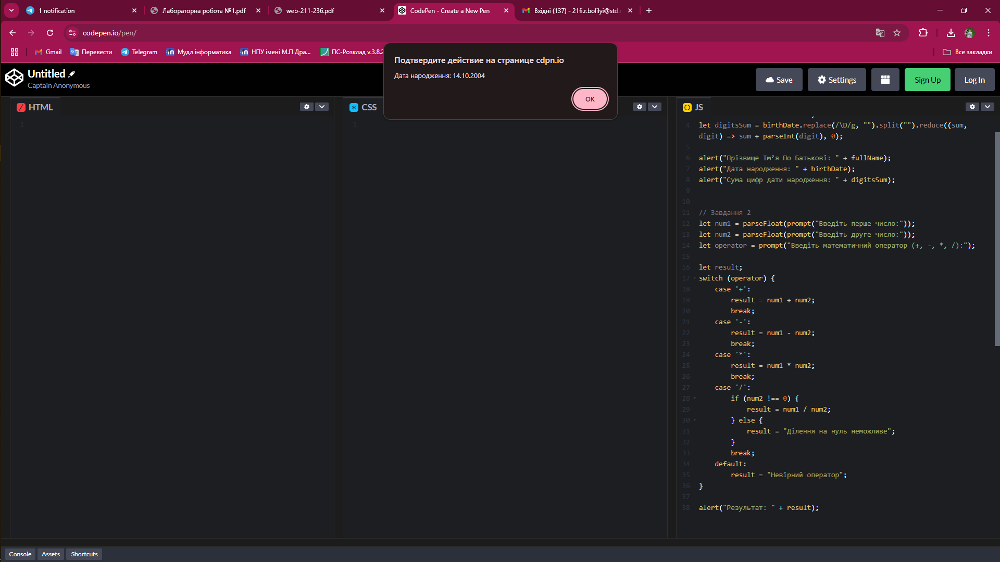 1 notification
Лабораторна робота №1.pdf
web-211-236.pdf
CodePen - Create a New Pen
Вхідні (137) - 21fi.r.bolilyi@std.
codepen.io/pen/
Gmail
Перевести
Telegram
Мудл інформатика
НПУ імені М.П Дра...
ПС-Розклад v.3.8.2
Все закладки
Подтвердите действие на странице cdpn.io
Дата народження: 14.10.2004
OK
Untitled
Captain Anonymous
Save
Settings
Sign Up
Log In
HTML
1
CSS
1
JS
4 let digitsSum = birthDate.replace(/\D/g, "").split("").reduce((sum,
digit) => sum + parseInt(digit), 0);
5
6 alert("Прізвище Ім’я По Батькові: " + fullName);
7 alert("Дата народження: " + birthDate);
8 alert("Сума цифр дати народження: " + digitsSum);
9
10
11 // Завдання 2
12 let num1 = parseFloat(prompt("Введіть перше число:"));
13 let num2 = parseFloat(prompt("Введіть друге число:"));
14 let operator = prompt("Введіть математичний оператор (+, -, *, /):");
15
16 let result;
17 switch (operator) {
18 case '+':
19 result = num1 + num2;
20 break;
21 case '-':
22 result = num1 - num2;
23 break;
24 case '*':
25 result = num1 * num2;
26 break;
27 case '/':
28 if (num2 !== 0) {
29 result = num1 / num2;
30 } else {
31 result = "Ділення на нуль неможливе";
32 }
33 break;
34 default:
35 result = "Невірний оператор";
36 }
37
38 alert("Результат: " + result);
Console
Assets
Shortcuts